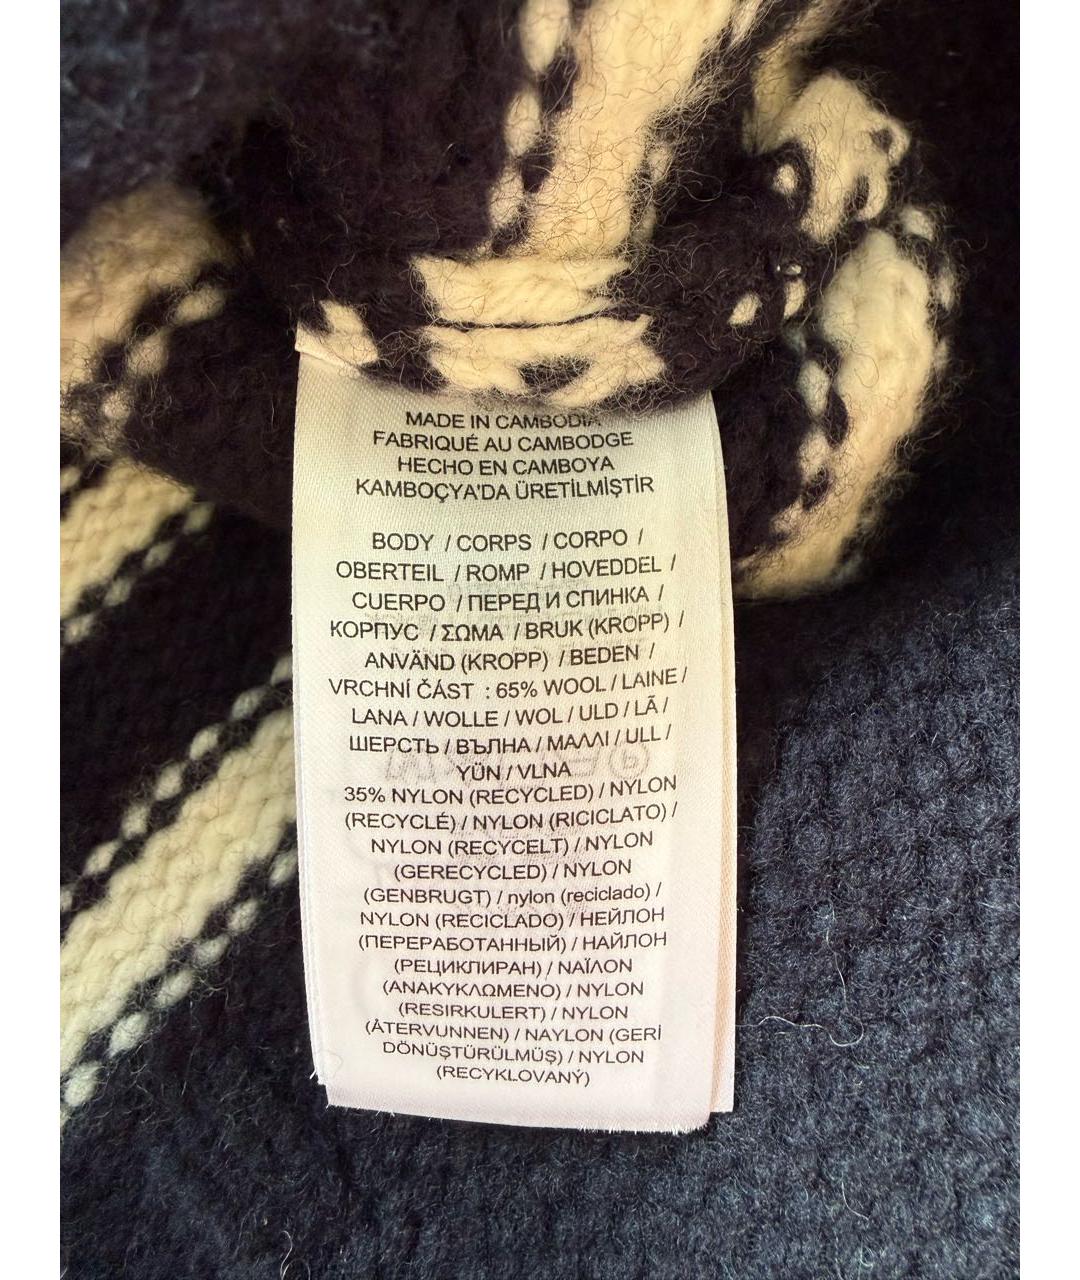 MADE IN CAMBODIA
FABRIQUÉ AU CAMBODGE
HECHO EN CAMBOYA
KAMBOÇYA'DA ÜRETİLMİŞTİR
BODY / CORPS / CORPO /
OBERTEIL / ROMP / HOVEDDEL /
CUERPO / ПЕРЕД И СПИНКА /
КОРПУС / ΣΩΜΑ / BRUK (KROPP) /
ANVÄND (KROPP) / BEDEN /
VRCHNÍ ČÁST : 65% WOOL / LAINE /
LANA / WOLLE / WOL / ULD / LÃ /
ШЕРСТЬ / ВЪЛНА / ΜΑΛΛΙ / ULL /
YÜN / VLNA
35% NYLON (RECYCLED) / NYLON
(RECYCLÉ) / NYLON (RICICLATO) /
NYLON (RECYCELT) / NYLON
(GERECYCLED) / NYLON
(GENBRUGT) / nylon (reciclado) /
NYLON (RECICLADO) / НЕЙЛОН
(ПЕРЕРАБОТАННЫЙ) / НАЙЛОН
(РЕЦИКЛИРАН) / ΝΑΪΛΟΝ
(ΑΝΑΚΥΚΛΩΜΕΝΟ) / NYLON
(RESIRKULERT) / NYLON
(ÅTERVUNNEN) / NAYLON (GERİ
DÖNÜŞTÜRÜLMÜŞ) / NYLON
(RECYKLOVANÝ)